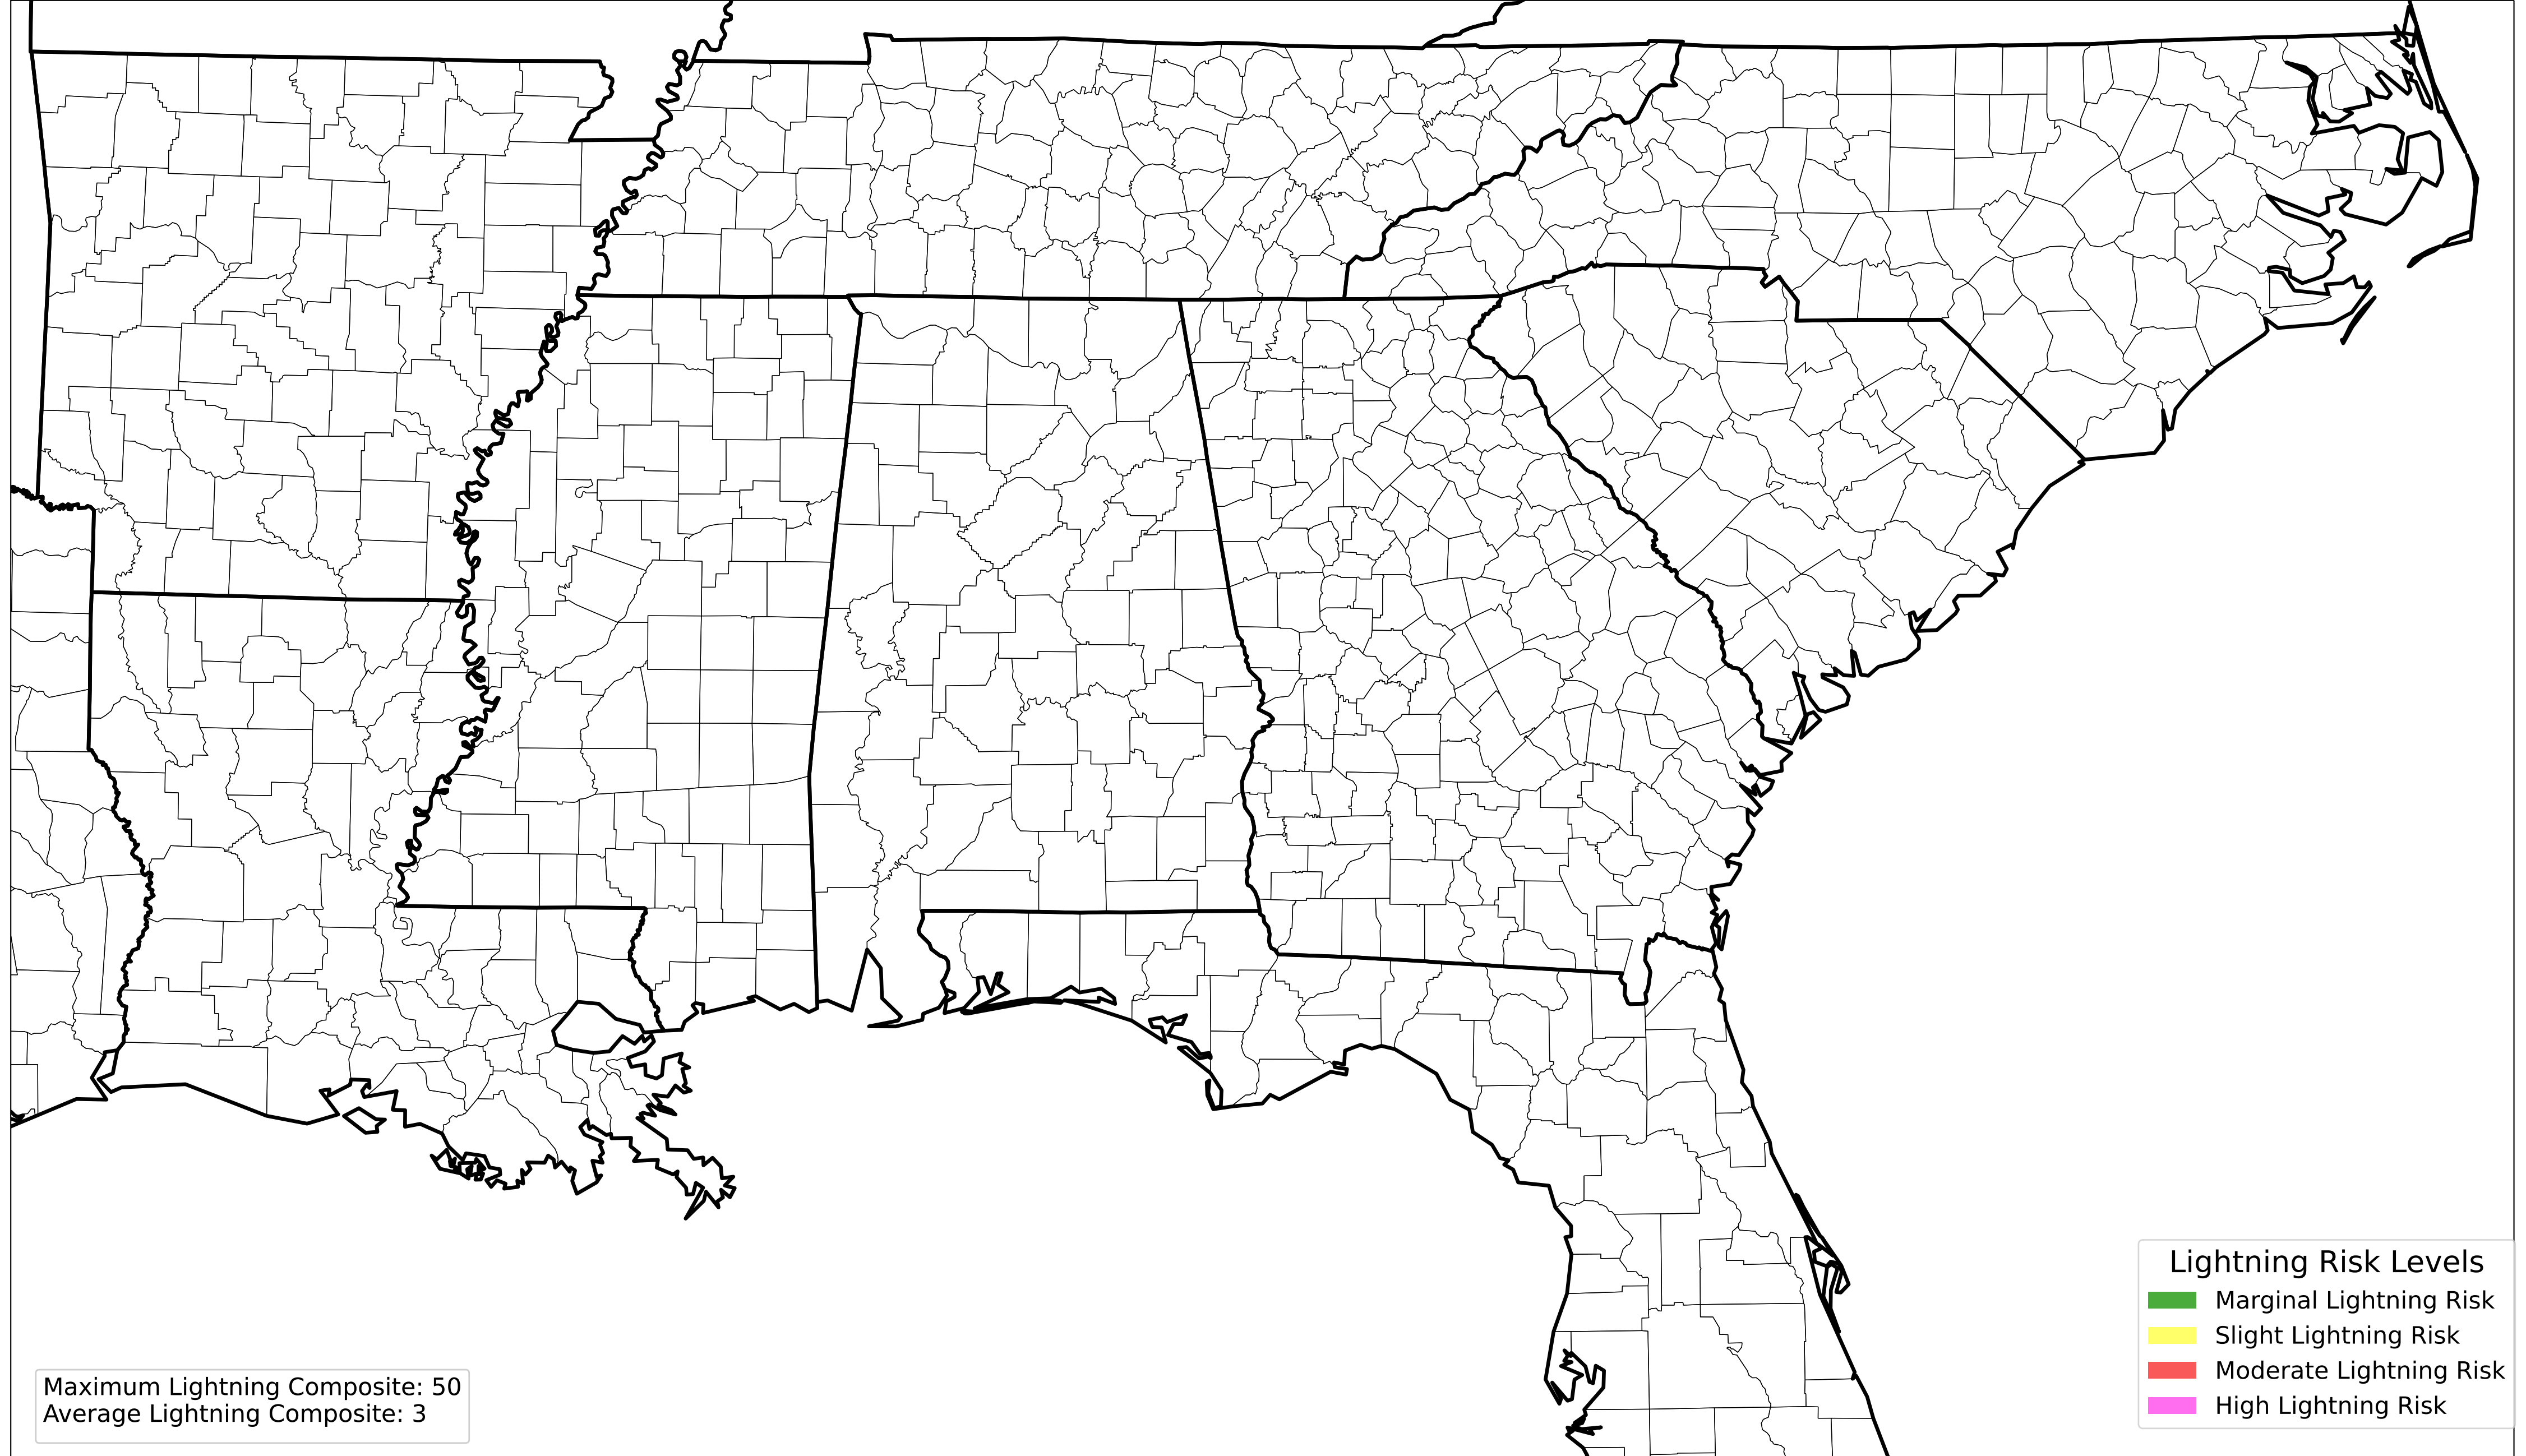 Lightning Risk Levels
Marginal Lightning Risk
Slight Lightning Risk
Moderate Lightning Risk
High Lightning Risk
Maximum Lightning Composite: 50
Average Lightning Composite: 3